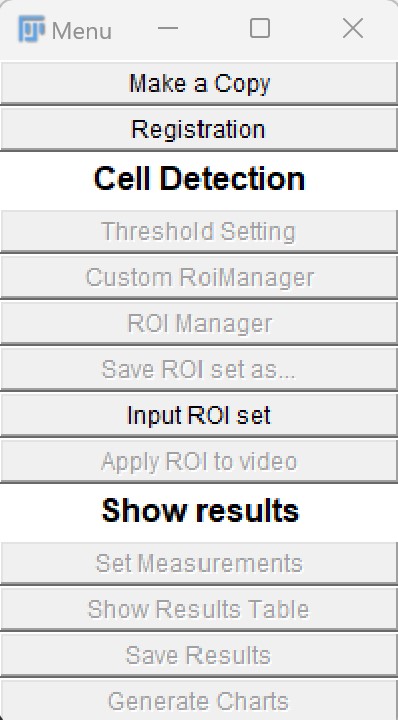 Menu
Make a Copy
Registration
Cell Detection
Threshold Setting
Custom RoiManager
ROI Manager
Save ROI set as...
Input ROI set
Apply ROI to video
Show results
Set Measurements
Show Results Table
Save Results
Generate Charts